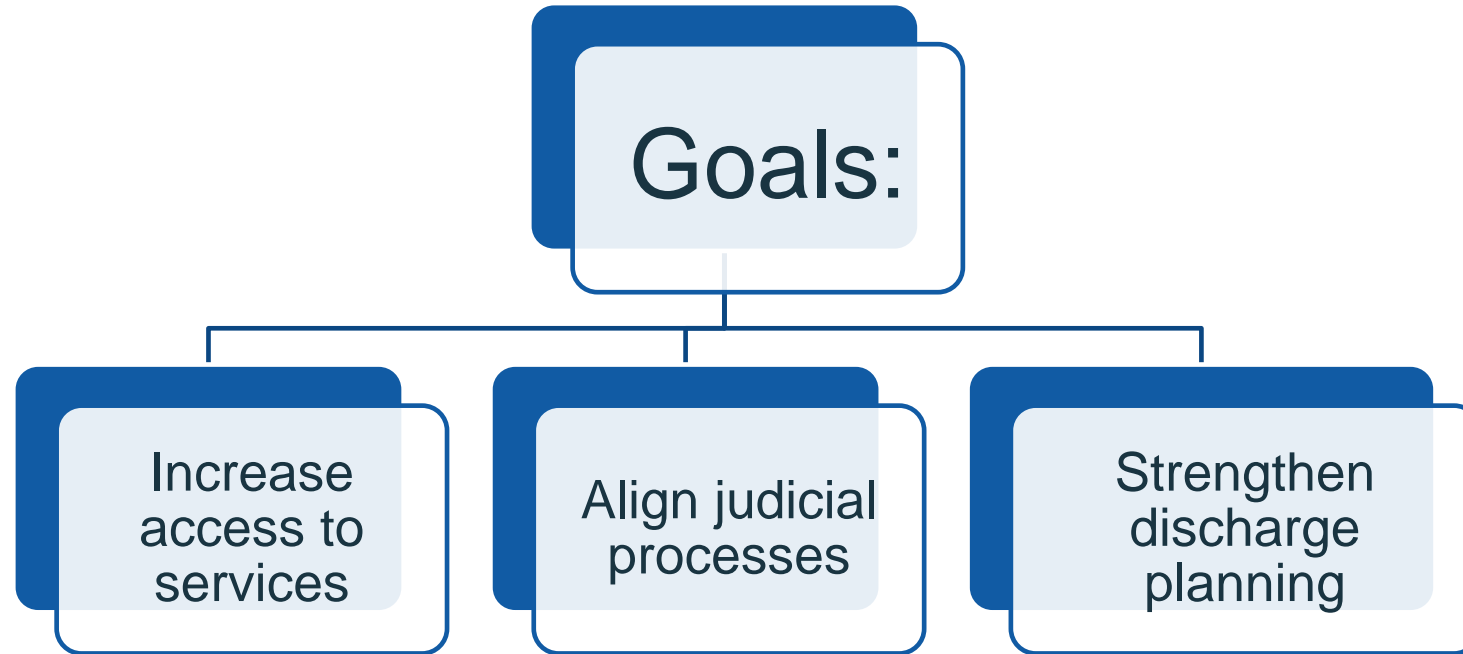 Goals:
Increase
access to
services
Align judicial
processes
Strengthen
discharge
planning